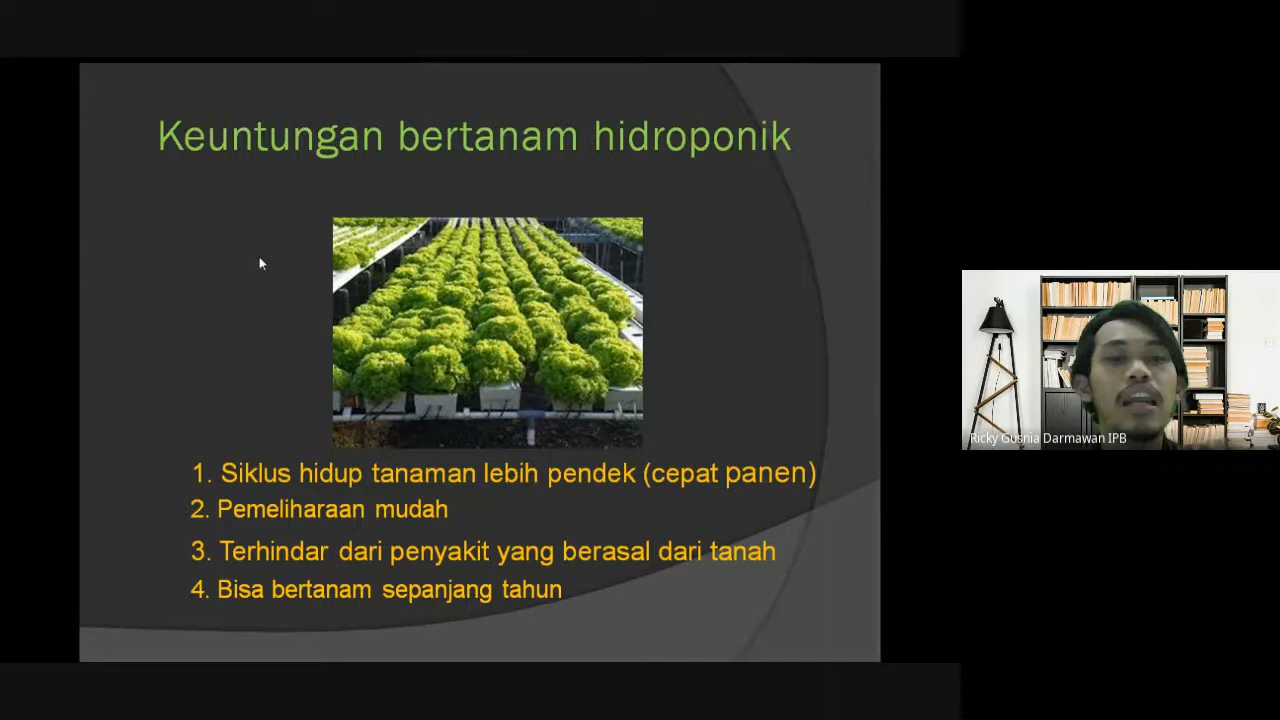 Keuntungan bertanam hidroponik
1. Siklus hidup tanaman lebih pendek (cepat panen)
2. Pemeliharaan mudah
3. Terhindar dari penyakit yang berasal dari tanah
4. Bisa bertanam sepanjang tahun
Ricky Gusnia Darmawan IPB